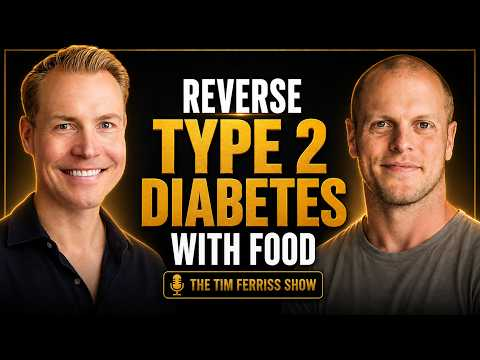 REVERSE
TYPE 2
DIABETES
WITH FOOD
THE TIM FERRISS SHOW